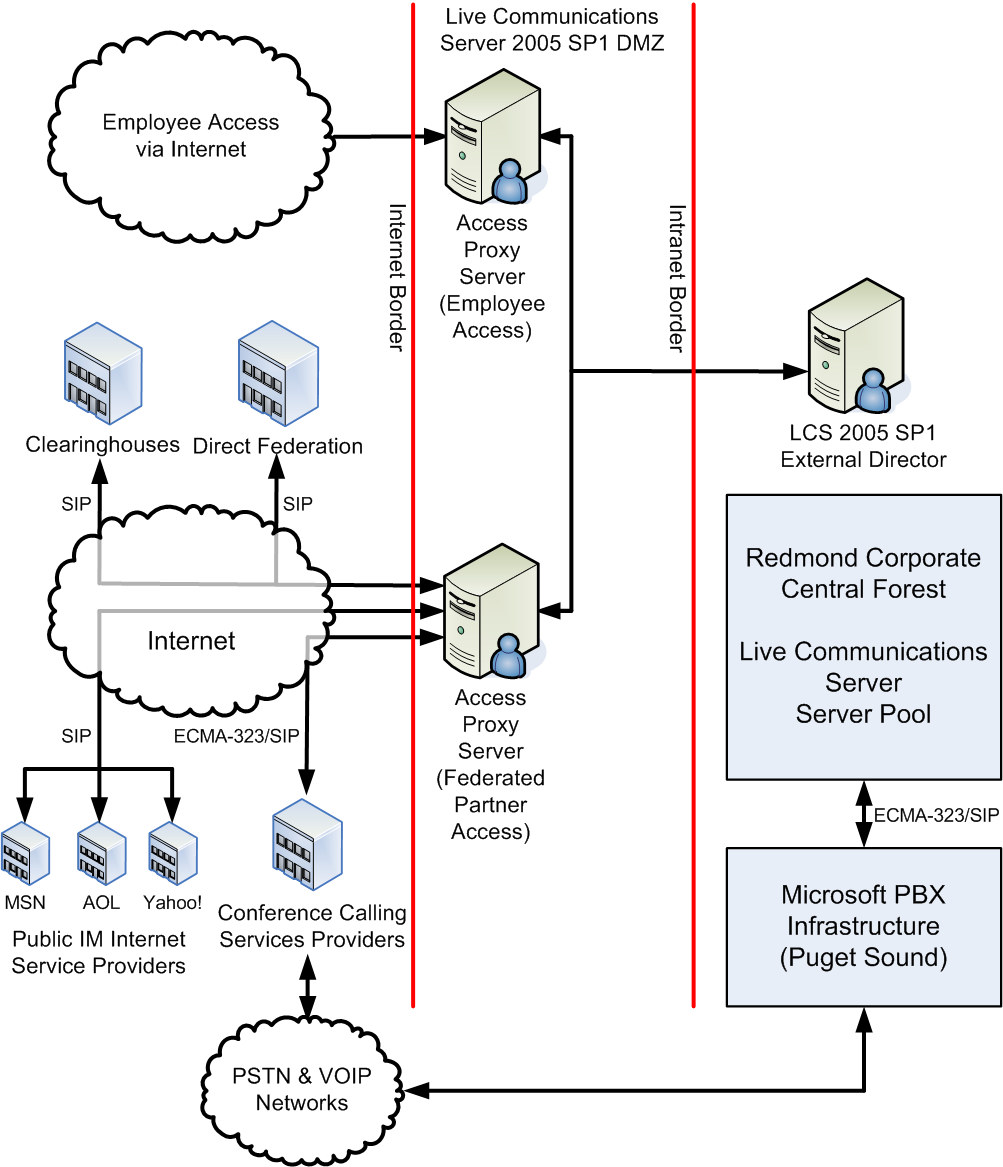 Live Communications
Server 2005 SP1 DMZ
Employee Access
via Internet
Access
Proxy
Server
(Employee
Access)
Internet Border
Intranet Border
Clearinghouses
Direct Federation
LCS 2005 SP1
External Director
SIP
SIP
Internet
Redmond Corporate
Central Forest
Live Communications
Server
Server Pool
Access
Proxy
Server
(Federated
Partner
Access)
SIP
ECMA-323/SIP
ECMA-323/SIP
MSN
AOL
Yahoo!
Public IM Internet
Service Providers
Conference Calling
Services Providers
Microsoft PBX
Infrastructure
(Puget Sound)
PSTN & VOIP
Networks